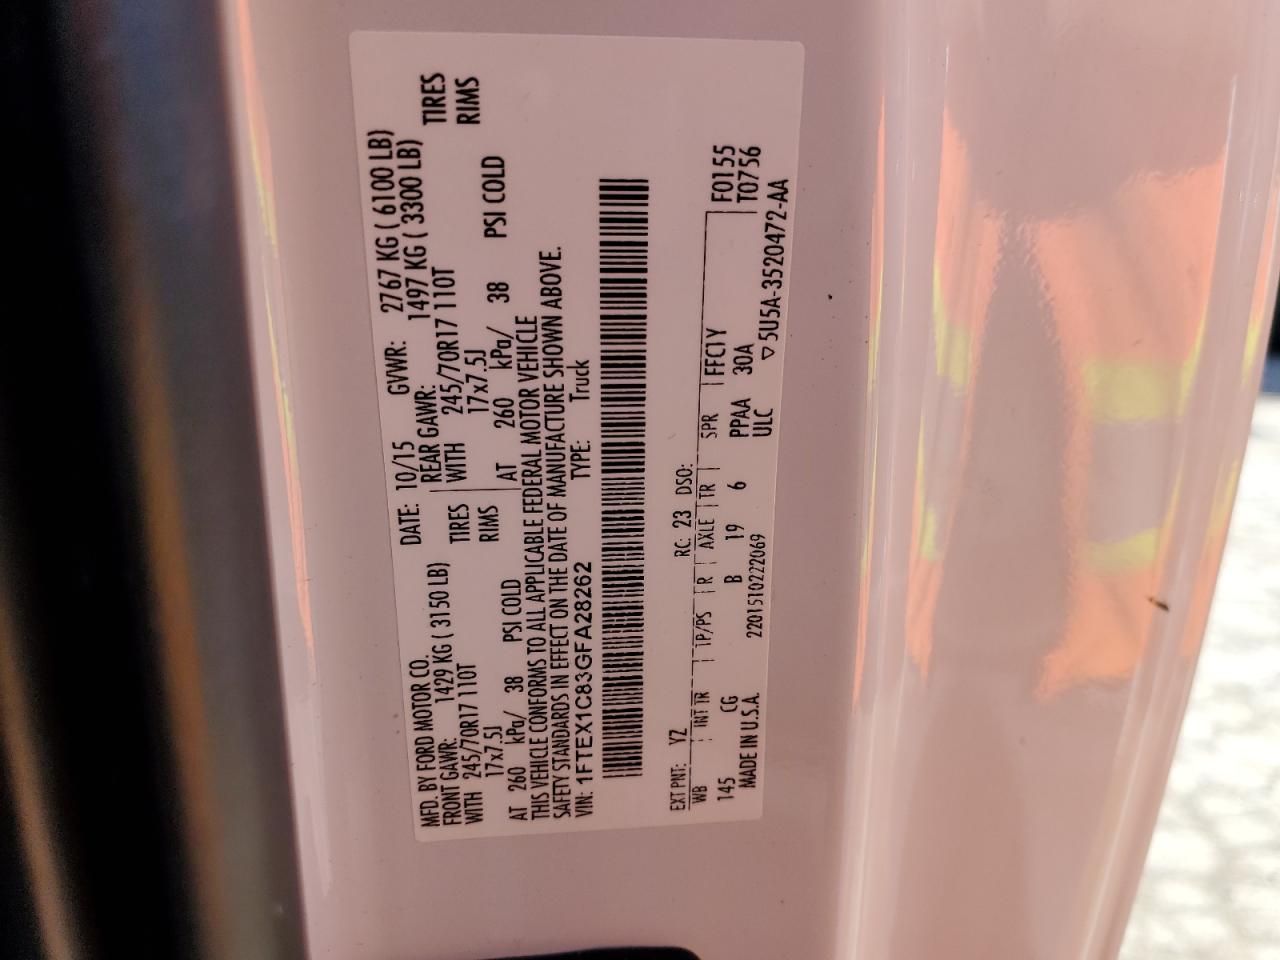 MFD. BY FORD MOTOR CO. DATE: 10/15 GVWR: 2767 KG ( 6100 LB)
FRONT GAWR: 1429 KG ( 3150 LB) REAR GAWR: 1497 KG ( 3300 LB)
WITH 245/70R17 110T TIRES WITH 245/70R17 110T TIRES
17x7.5J RIMS 17x7.5J RIMS
AT 260 kPa/ 38 PSI COLD AT 260 kPa/ 38 PSI COLD
THIS VEHICLE CONFORMS TO ALL APPLICABLE FEDERAL MOTOR VEHICLE
SAFETY STANDARDS IN EFFECT ON THE DATE OF MANUFACTURE SHOWN ABOVE.
VIN: 1FTEX1C83GFA28262 TYPE: Truck
EXT PNT: YZ RC: 23 DSO:
WB INT TR TP/PS R AXLE TR SPR FFC1Y F0155
145 CG B 19 6 PPAA 30A T0756
MADE IN U.S.A. 2201510222069 ULC ▽5U5A-3520472-AA